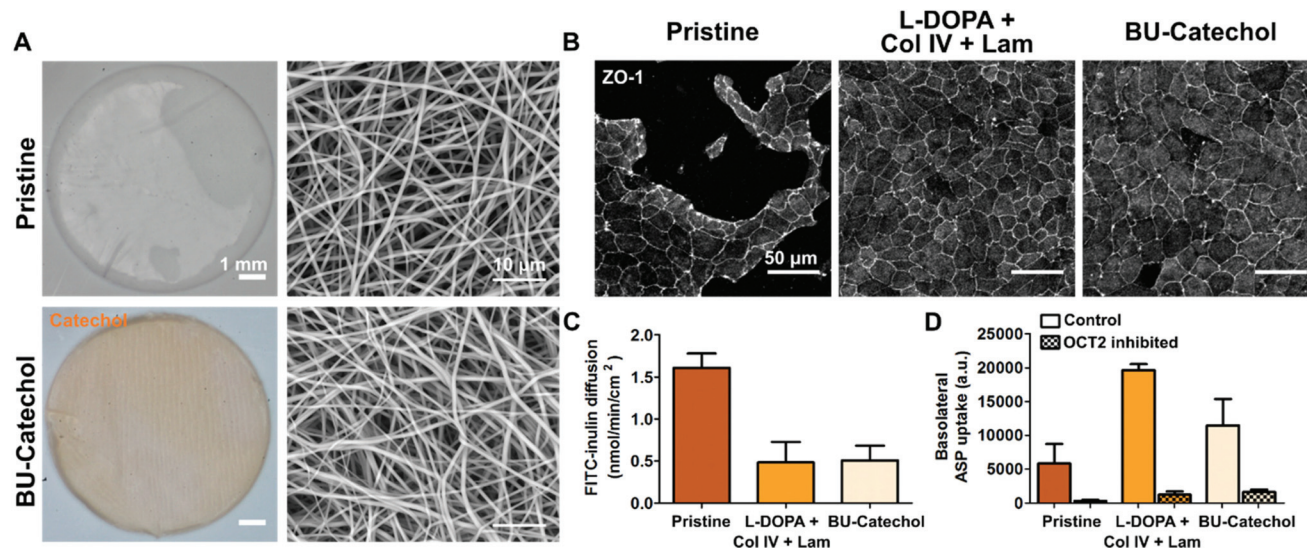 A
Pristine
1 mm
10 µm
Catechol
BU-Catechol
B
Pristine
L-DOPA +
Col IV + Lam
BU-Catechol
ZO-1
50 µm
C
FITC-inulin diffusion
(nmol/min/cm ²)
2.0
1.5
1.0
0.5
0.0
Pristine
L-DOPA +
Col IV + Lam
BU-Catechol
D
Control
OCT2 inhibited
Basolateral
ASP uptake (a.u.)
25000
20000
15000
10000
5000
0
Pristine
L-DOPA +
Col IV + Lam
BU-Catechol